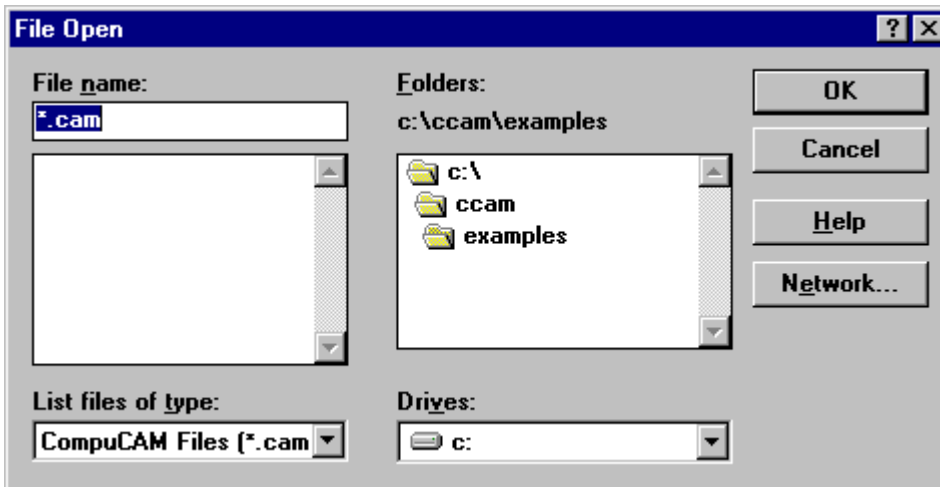 File Open
File name:
*.cam
Folders:
c:\ccam\examples
c:\
ccam
examples
OK
Cancel
Help
Network...
List files of type:
CompuCAM Files (*.cam
Drives:
c: